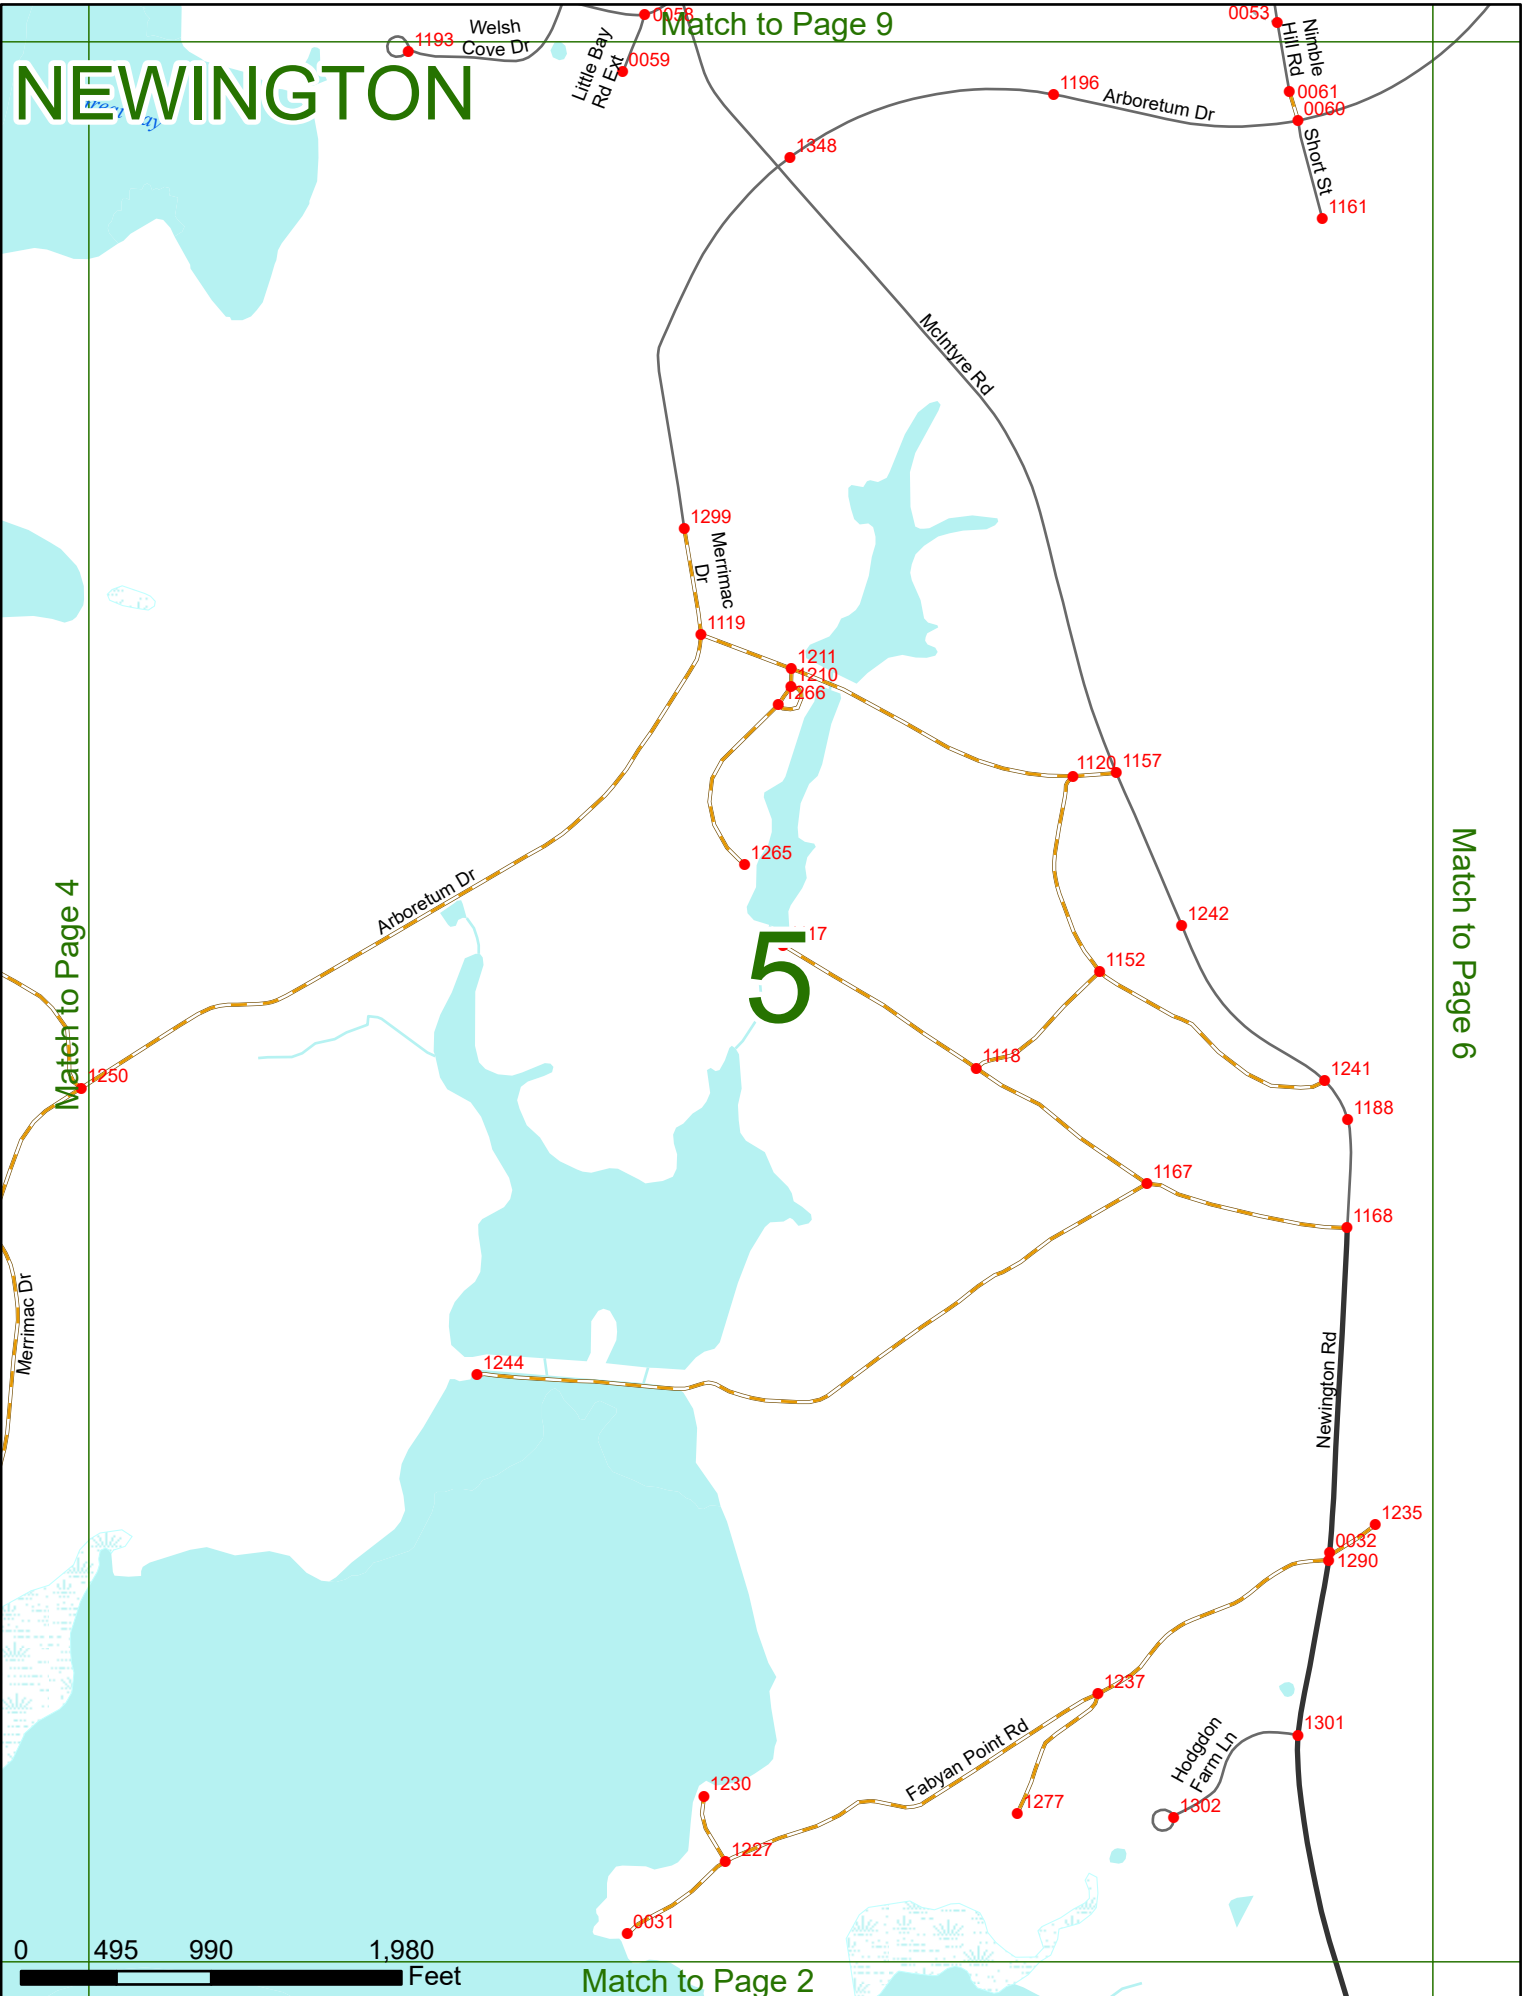 Match to Page 9
NEWINGTON
Welsh
Cove Dr
1193
0058
0059
Little Bay
Rd Ext
0053
Nimble
Hill Rd
0061
0060
1196
Arboretum Dr
1348
Short St
1161
McIntyre Rd
1299
Merrimac
Dr
1119
1211
1210
1266
1120
1157
1265
Arboretum Dr
1242
Match to Page 4
Match to Page 6
17
5
1152
1118
1250
1241
1188
1167
1168
Merrimac Dr
1244
Newington Rd
1235
0032
1290
1237
1301
Fabyan Point Rd
Hodgdon
Farm Ln
1230
1277
1302
1227
0031
0 495 990 1,980
Feet
Match to Page 2